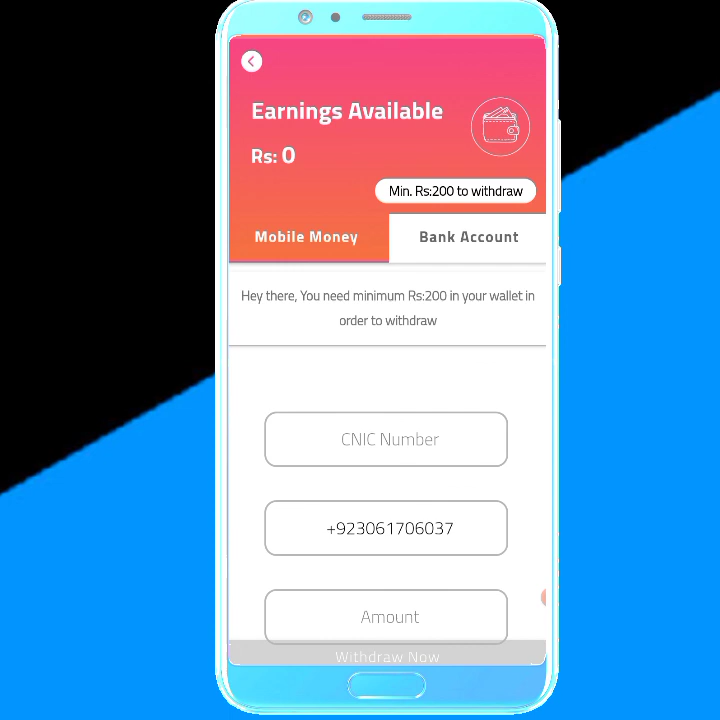 Earnings Available
Rs: 0
Min. Rs:200 to withdraw
Mobile Money
Bank Account
Hey there, You need minimum Rs:200 in your wallet in
order to withdraw
CNIC Number
+923061706037
Amount
Withdraw Now